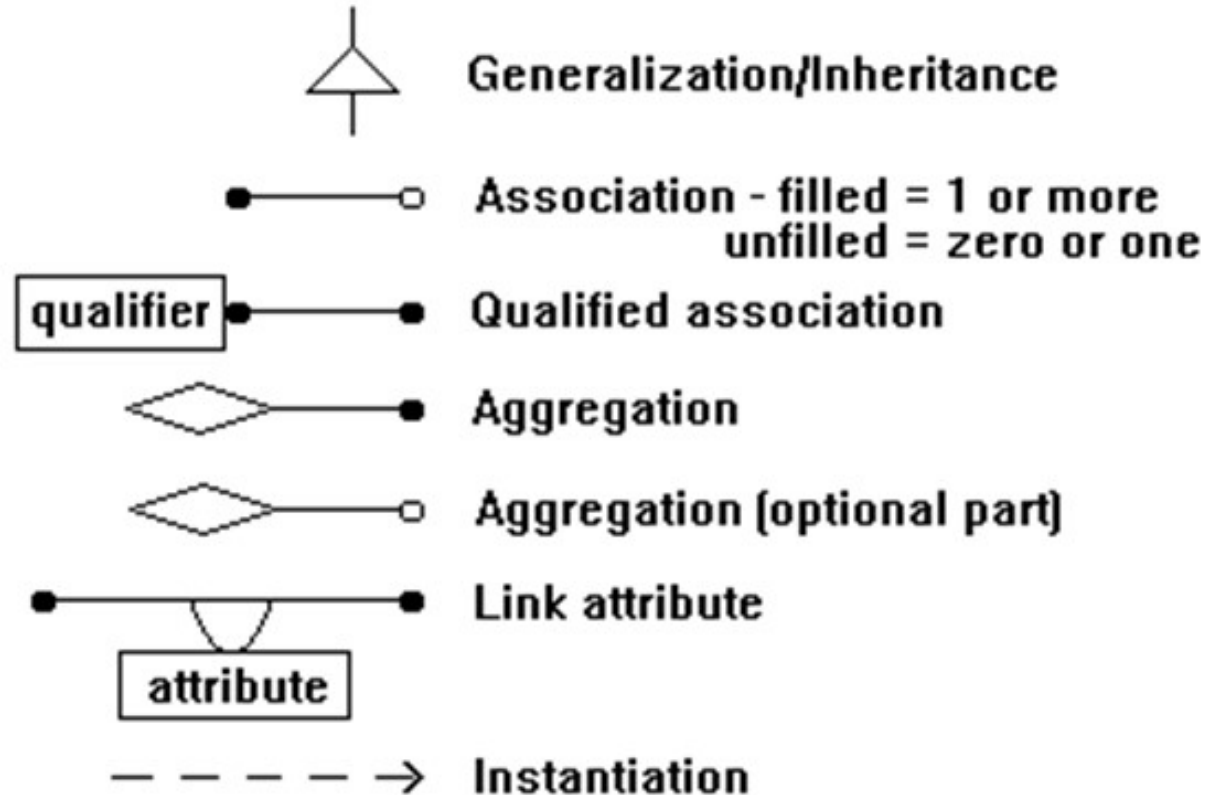 Generalization/Inheritance
Association - filled = 1 or more
unfilled = zero or one
qualifier Qualified association
Aggregation
Aggregation (optional part)
Link attribute
attribute
Instantiation